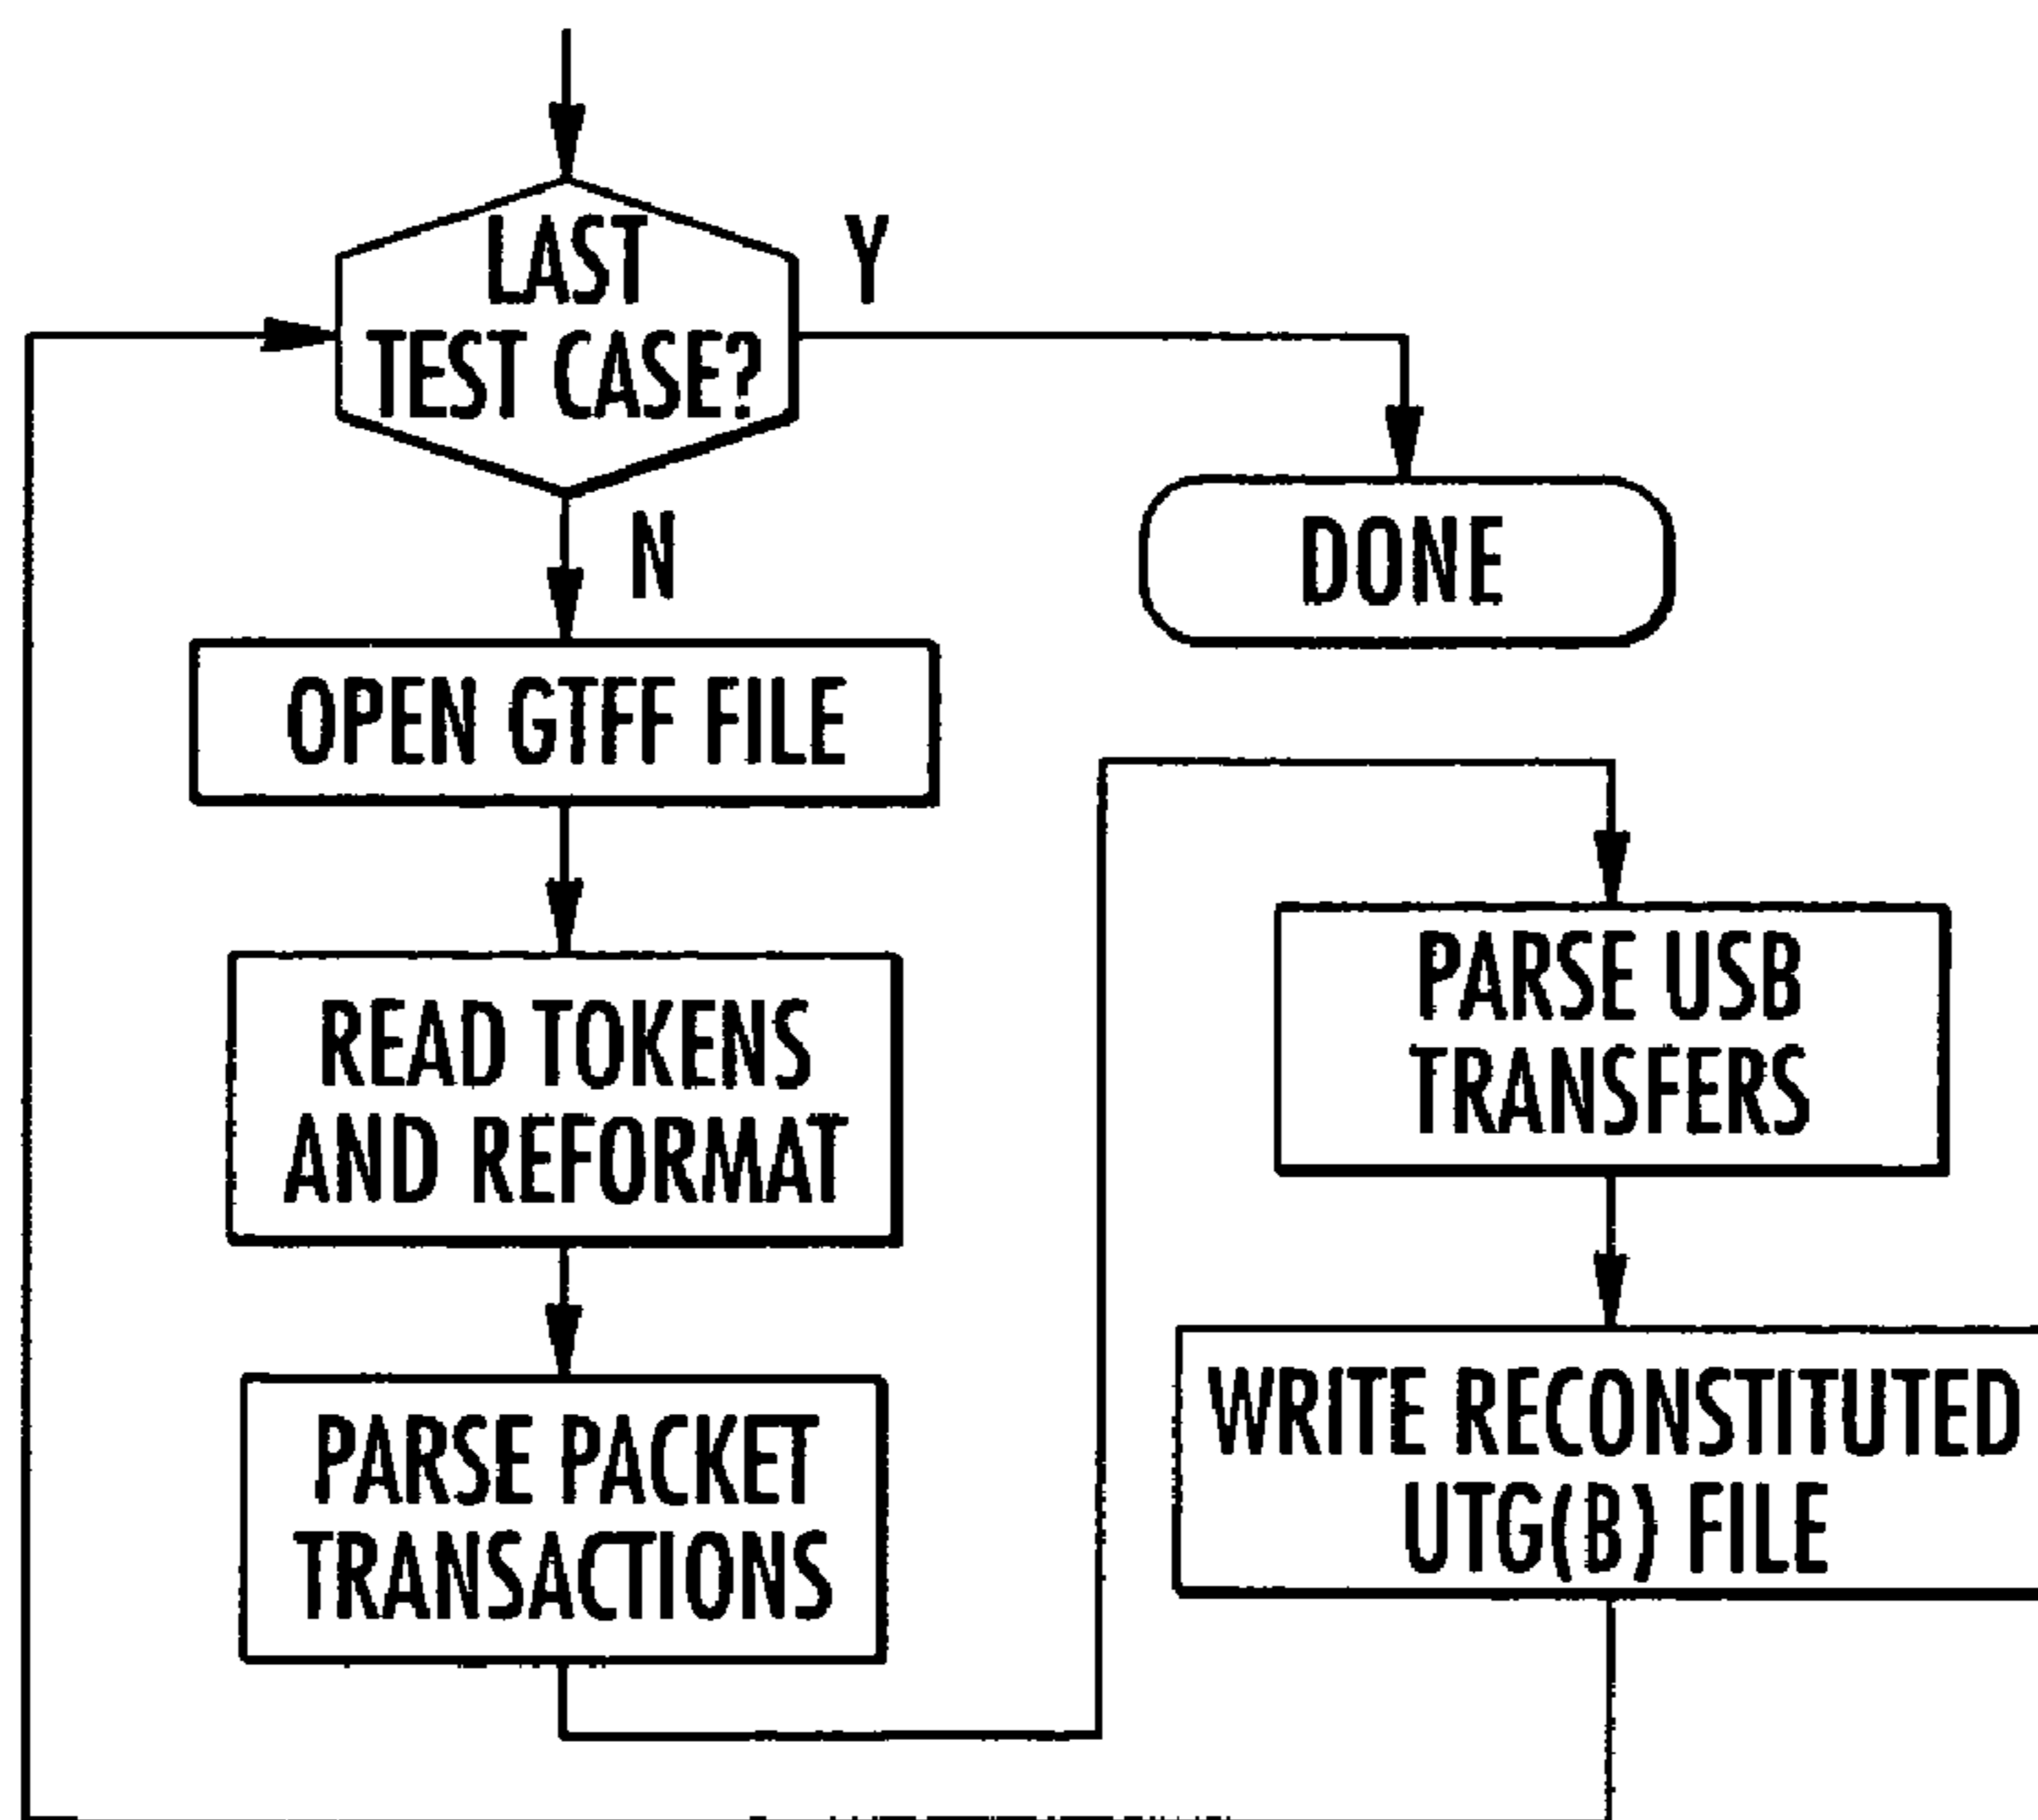 LAST
TEST CASE?
Y
N
DONE
OPEN GTFF FILE
READ TOKENS
AND REFORMAT
PARSE PACKET
TRANSACTIONS
PARSE USB
TRANSFERS
WRITE RECONSTITUTED
UTG(B) FILE